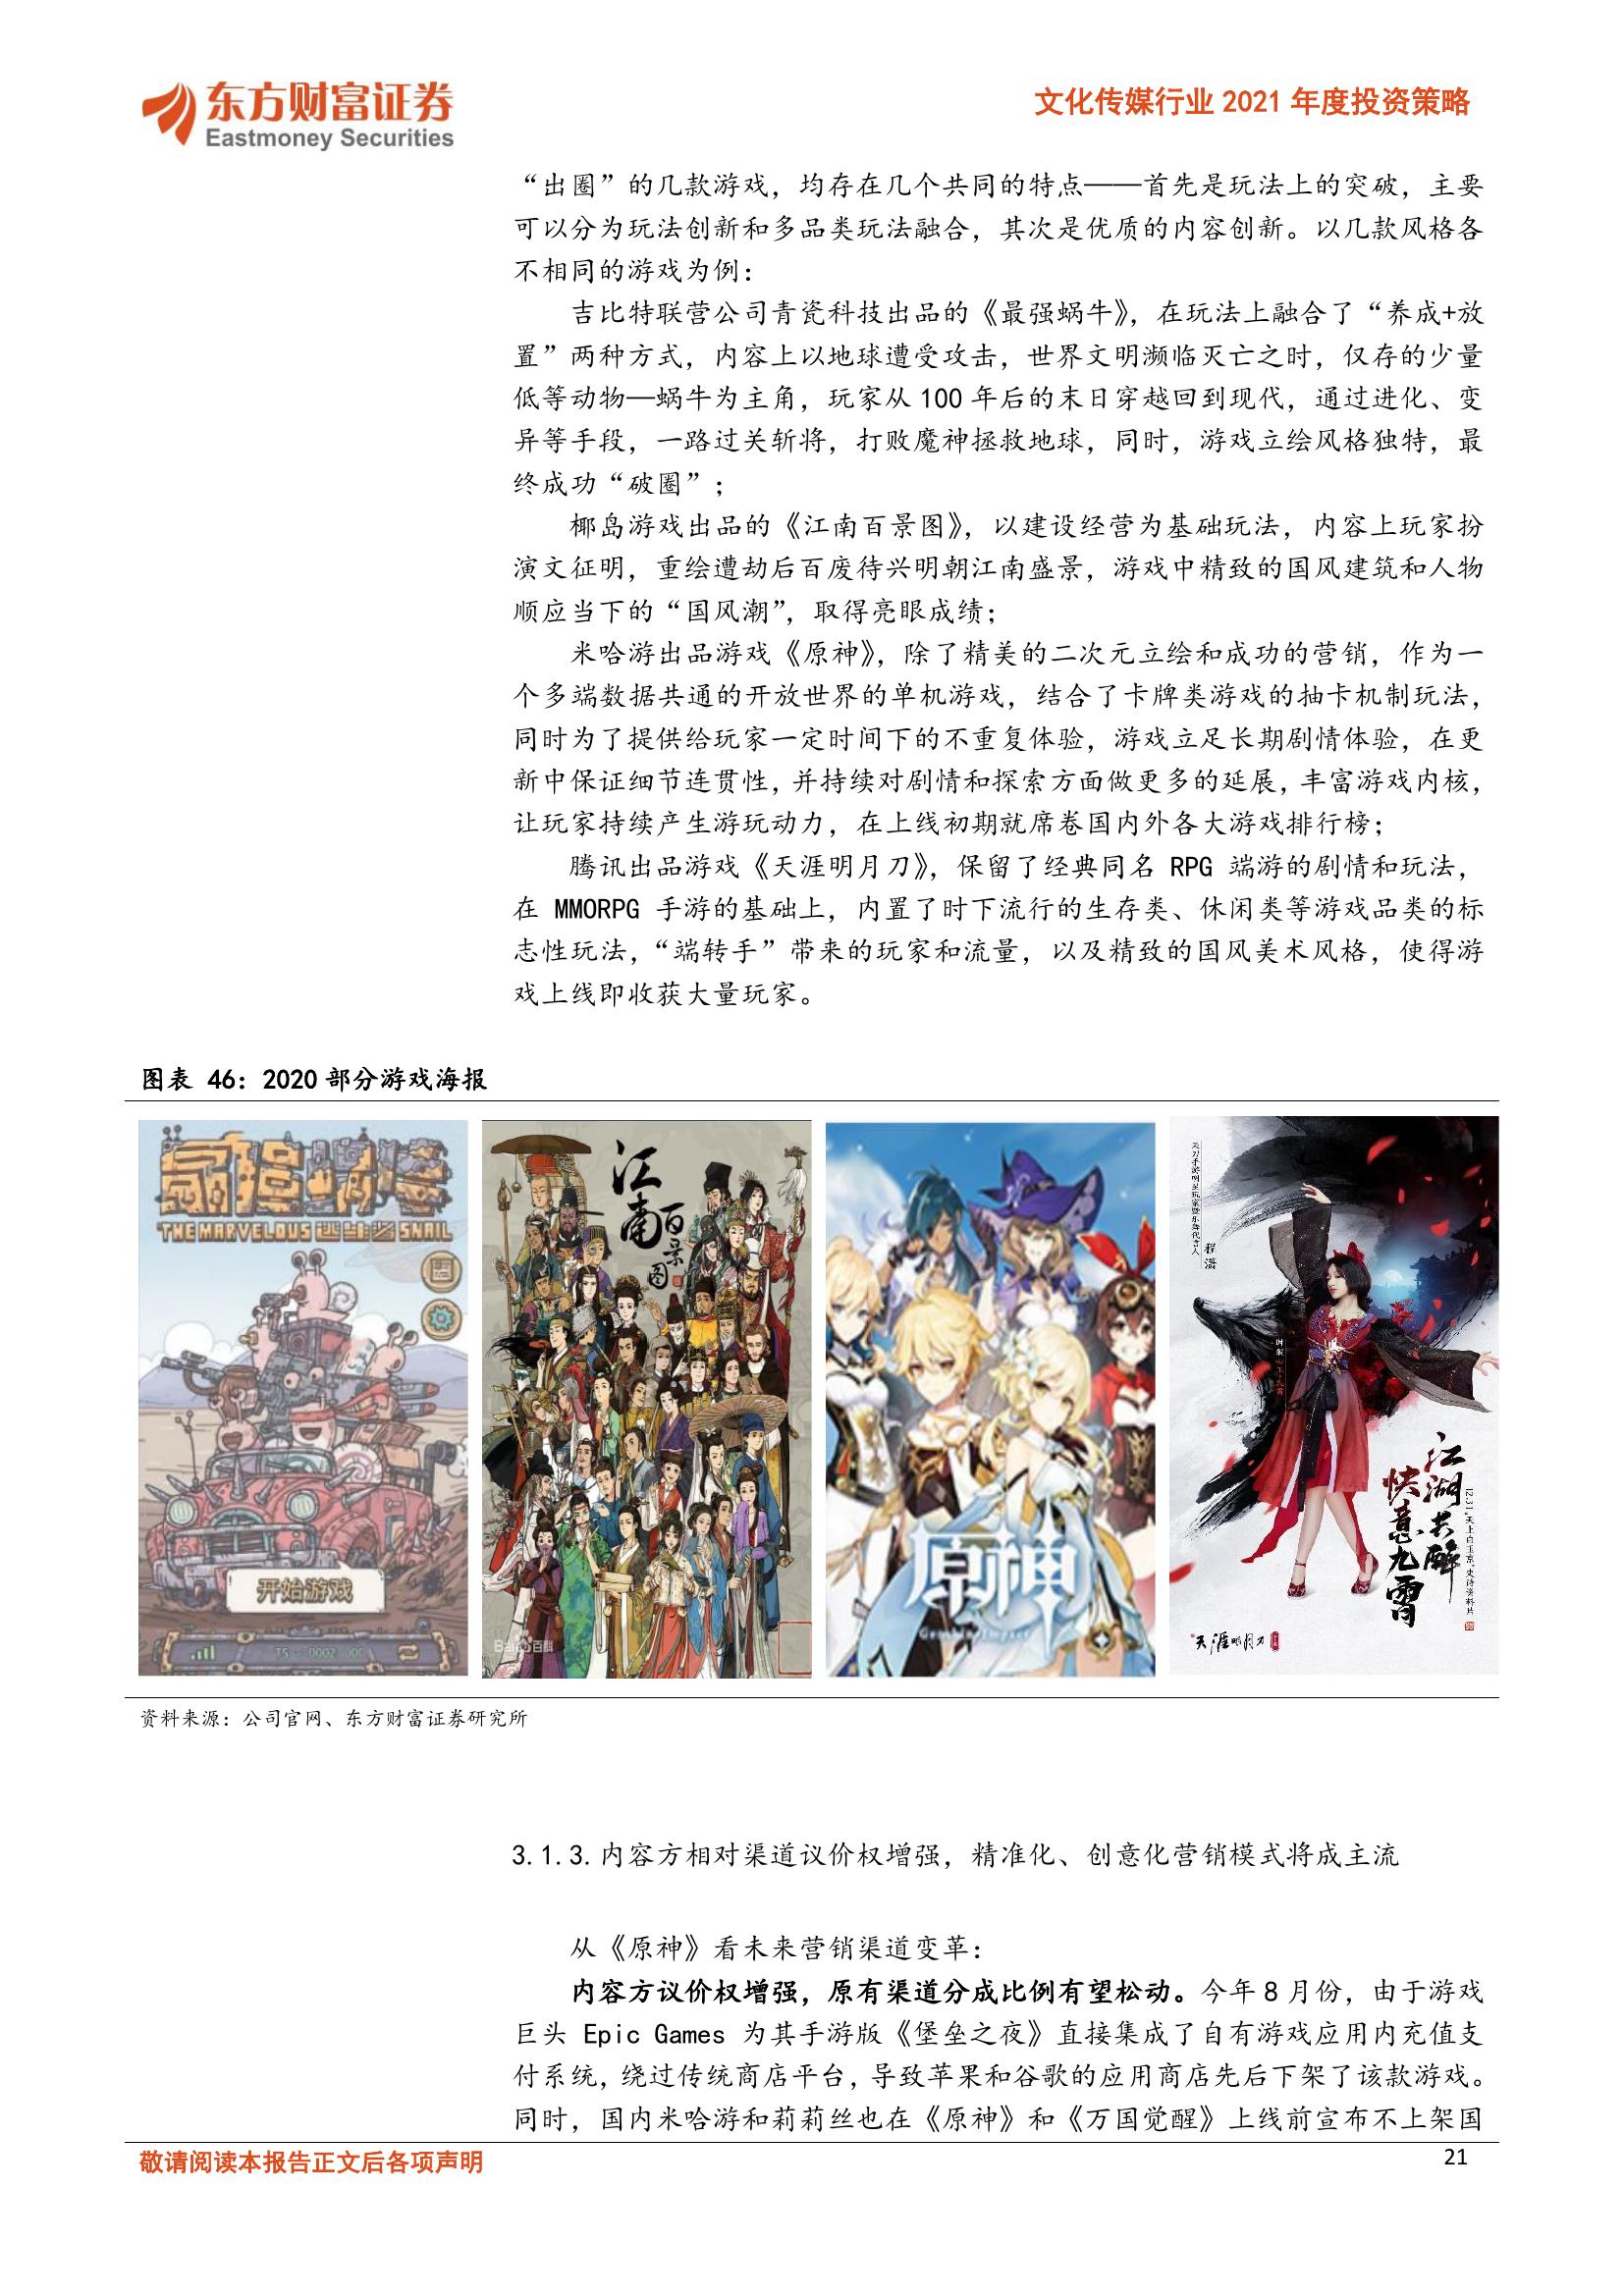 东方财富证券
Eastmoney Securities
文化传媒行业 2021 年度投资策略
“出圈”的几款游戏，均存在几个共同的特点——首先是玩法上的突破，主要
可以分为玩法创新和多品类玩法融合，其次是优质的内容创新。以几款风格各
不相同的游戏为例：
吉比特联营公司青瓷科技出品的《最强蜗牛》，在玩法上融合了“养成+放
置”两种方式，内容上以地球遭受攻击，世界文明濒临灭亡之时，仅存的少量
低等动物—蜗牛为主角，玩家从 100 年后的末日穿越回到现代，通过进化、变
异等手段，一路过关斩将，打败魔神拯救地球，同时，游戏立绘风格独特，最
终成功“破圈”；
椰岛游戏出品的《江南百景图》，以建设经营为基础玩法，内容上玩家扮
演文征明，重绘遭劫后百废待兴明朝江南盛景，游戏中精致的国风建筑和人物
顺应当下的“国风潮”，取得亮眼成绩；
米哈游出品游戏《原神》，除了精美的二次元立绘和成功的营销，作为一
个多端数据共通的开放世界的单机游戏，结合了卡牌类游戏的抽卡机制玩法，
同时为了提供给玩家一定时间下的不重复体验，游戏立足长期剧情体验，在更
新中保证细节连贯性，并持续对剧情和探索方面做更多的延展，丰富游戏内核，
让玩家持续产生游玩动力，在上线初期就席卷国内外各大游戏排行榜；
腾讯出品游戏《天涯明月刀》，保留了经典同名 RPG 端游的剧情和玩法，
在 MMORPG 手游的基础上，内置了时下流行的生存类、休闲类等游戏品类的标
志性玩法，“端转手”带来的玩家和流量，以及精致的国风美术风格，使得游
戏上线即收获大量玩家。
图表 46：2020 部分游戏海报
最强蜗牛
THE MARVELOUS SNAIL
开始游戏
江南百景图
Baidu百科
原神
Genshin Impact
天刀手游明星玩家暨乐舞代言人
程潇
江湖共醉
快意九霄
天涯明月刀
资料来源：公司官网、东方财富证券研究所
3.1.3.内容方相对渠道议价权增强，精准化、创意化营销模式将成主流
从《原神》看未来营销渠道变革：
内容方议价权增强，原有渠道分成比例有望松动。今年 8 月份，由于游戏
巨头 Epic Games 为其手游版《堡垒之夜》直接集成了自有游戏应用内充值支
付系统，绕过传统商店平台，导致苹果和谷歌的应用商店先后下架了该款游戏。
同时，国内米哈游和莉莉丝也在《原神》和《万国觉醒》上线前宣布不上架国
敬请阅读本报告正文后各项声明
21